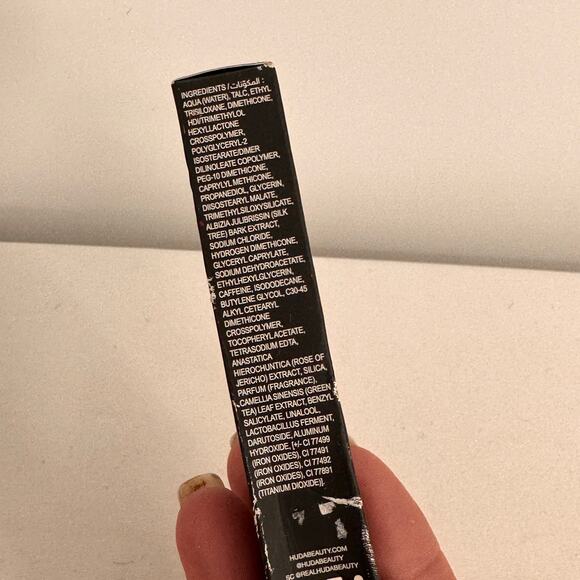 INGREDIENTS / المكوّنات :
AQUA (WATER), TALC, ETHYL
TRISILOXANE, DIMETHICONE,
HDI/TRIMETHYLOL
HEXYLLACTONE
CROSSPOLYMER,
POLYGLYCERYL-2
ISOSTEARATE/DIMER
DILINOLEATE COPOLYMER,
PEG-10 DIMETHICONE,
CAPRYLYL METHICONE,
PROPANEDIOL, GLYCERIN,
DIISOSTEARYL MALATE,
TRIMETHYLSILOXYSILICATE,
ALBIZIA JULIBRISSIN (SILK
TREE) BARK EXTRACT,
SODIUM CHLORIDE,
HYDROGEN DIMETHICONE,
GLYCERYL CAPRYLATE,
SODIUM DEHYDROACETATE,
ETHYLHEXYLGLYCERIN,
CAFFEINE, ISODODECANE,
BUTYLENE GLYCOL, C30-45
ALKYL CETEARYL
DIMETHICONE
CROSSPOLYMER,
TOCOPHERYL ACETATE,
TETRASODIUM EDTA,
ANASTATICA
HIEROCHUNTICA (ROSE OF
JERICHO) EXTRACT, SILICA,
PARFUM (FRAGRANCE),
CAMELLIA SINENSIS (GREEN
TEA) LEAF EXTRACT, BENZYL
SALICYLATE, LINALOOL,
LACTOBACILLUS FERMENT,
DARUTOSIDE, ALUMINUM
HYDROXIDE, [+/- CI 77499
(IRON OXIDES), CI 77491
(IRON OXIDES), CI 77492
(IRON OXIDES), CI 77891
(TITANIUM DIOXIDE)].
HUDABEAUTY.COM
@HUDABEAUTY
SC @REALHUDABEAUTY